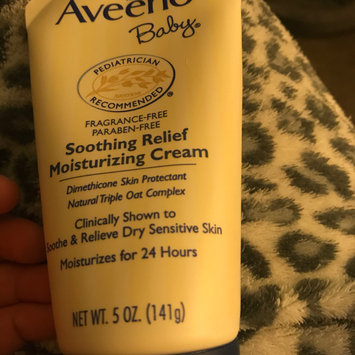 Aveeno
Baby®
PEDIATRICIAN
RECOMMENDED®
FRAGRANCE-FREE
PARABEN-FREE
Soothing Relief
Moisturizing Cream
Dimethicone Skin Protectant
Natural Triple Oat Complex
Clinically Shown to
Soothe & Relieve Dry Sensitive Skin
Moisturizes for 24 Hours
NET WT. 5 OZ. (141g)